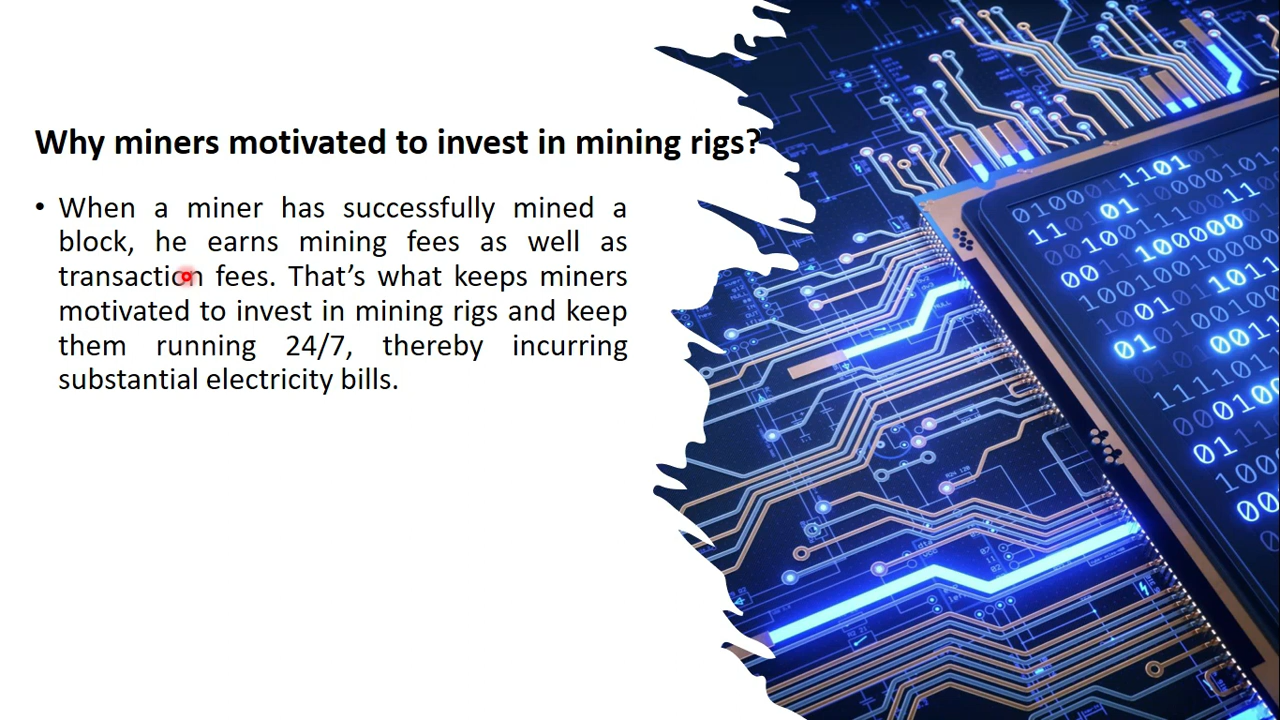 Why miners motivated to invest in mining rigs?
• When a miner has successfully mined a
block, he earns mining fees as well as
transaction fees. That’s what keeps miners
motivated to invest in mining rigs and keep
them running 24/7, thereby incurring
substantial electricity bills.